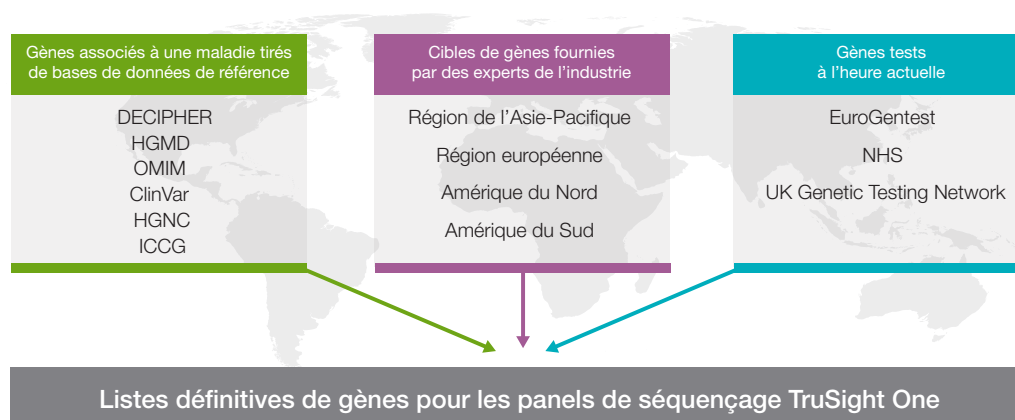 Gènes associés à une maladie tirés
de bases de données de référence
DECIPHER
HGMD
OMIM
ClinVar
HGNC
ICCG
Cibles de gènes fournies
par des experts de l'industrie
Région de l'Asie-Pacifique
Région européenne
Amérique du Nord
Amérique du Sud
Gènes tests
à l'heure actuelle
EuroGentest
NHS
UK Genetic Testing Network
Listes définitives de gènes pour les panels de séquençage TruSight One